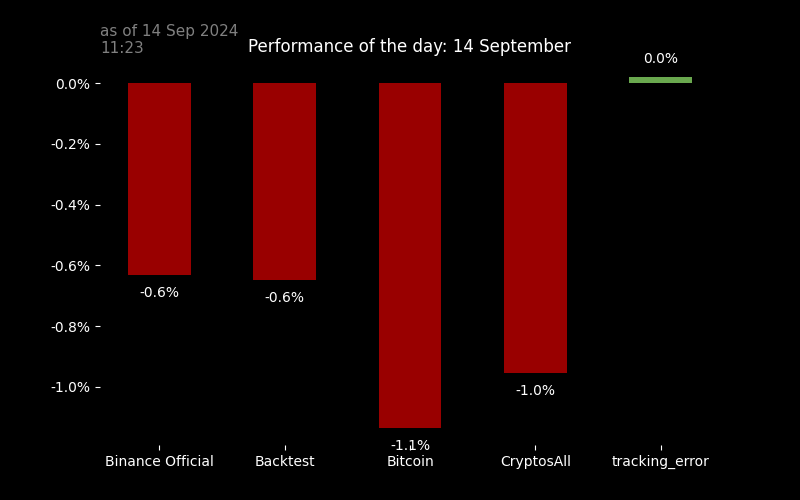 as of 14 Sep 2024
11:23
Performance of the day: 14 September
0.0%
0.0%
-0.2%
-0.4%
-0.6%
-0.8%
-1.0%
-0.6%
-0.6%
-1.1%
-1.0%
Binance Official
Backtest
Bitcoin
CryptosAll
tracking_error